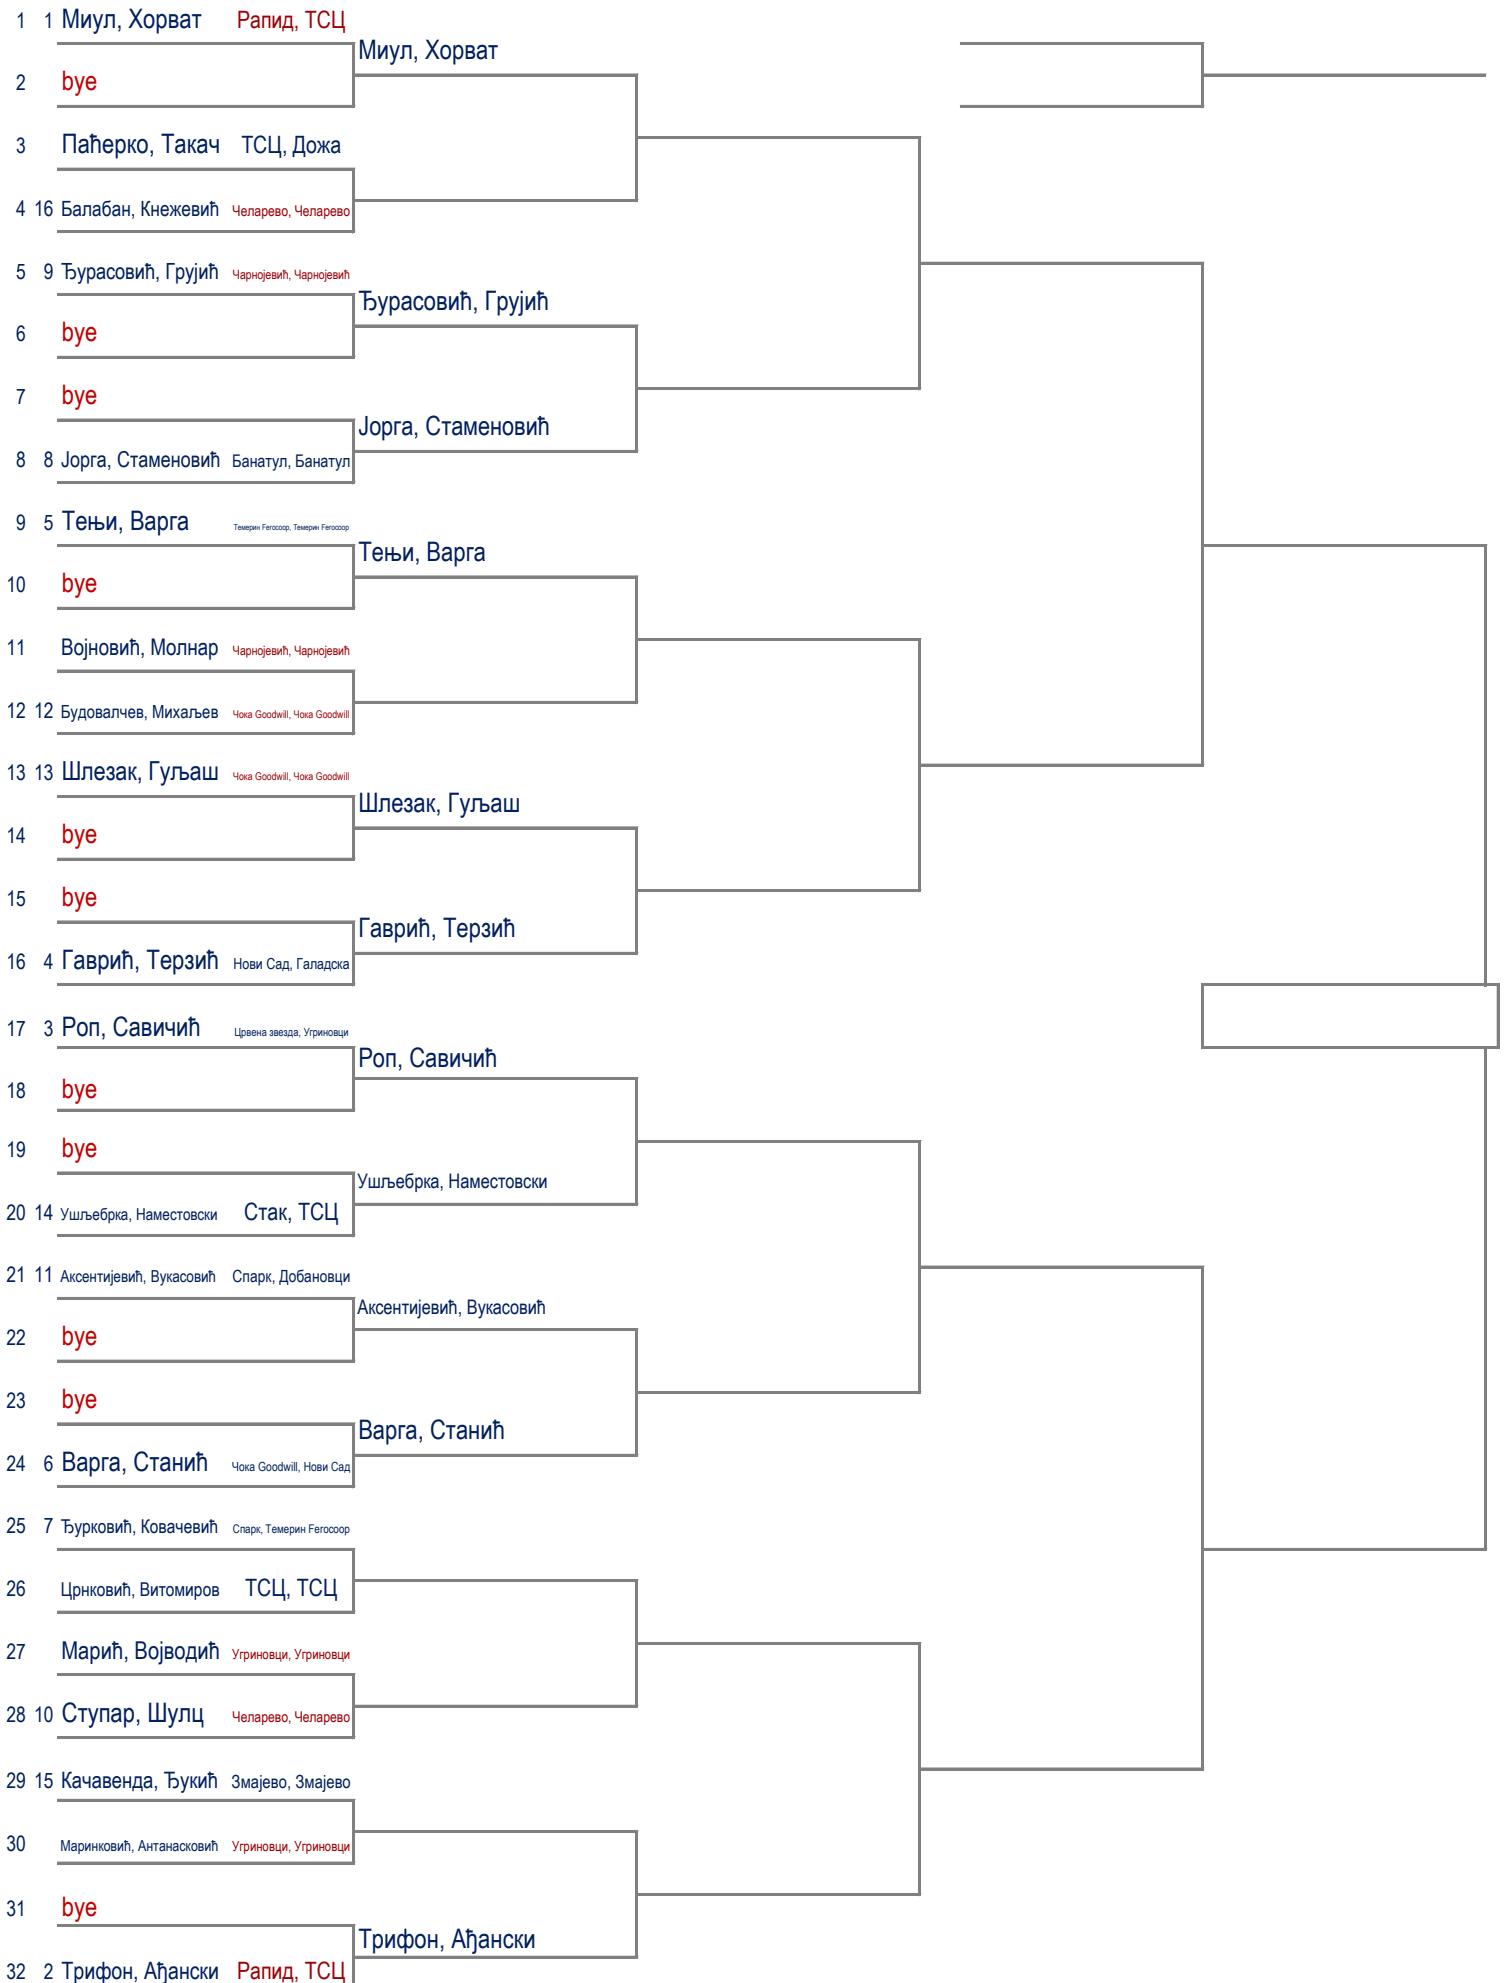 1 1 Миул, Хорват Рапид, ТСЦ
Миул, Хорват
2 bye
3 Паћерко, Такач ТСЦ, Дожа
4 16 Балабан, Кнежевић Челарево, Челарево
5 9 Ђурасовић, Грујић Чарнојевић, Чарнојевић
Ђурасовић, Грујић
6 bye
7 bye
Јорга, Стаменовић
8 8 Јорга, Стаменовић Банатул, Банатул
9 5 Тењи, Варга Темерин Ferocoop, Темерин Ferocoop
Тењи, Варга
10 bye
11 Војновић, Молнар Чарнојевић, Чарнојевић
12 12 Будовалчев, Михаљев Чока Goodwill, Чока Goodwill
13 13 Шлезак, Гуљаш Чока Goodwill, Чока Goodwill
Шлезак, Гуљаш
14 bye
15 bye
Гаврић, Терзић
16 4 Гаврић, Терзић Нови Сад, Галадска
17 3 Роп, Савичић Црвена звезда, Угриновци
Роп, Савичић
18 bye
19 bye
Ушљебрка, Наместовски
20 14 Ушљебрка, Наместовски Стак, ТСЦ
21 11 Аксентијевић, Вукасовић Спарк, Добановци
Аксентијевић, Вукасовић
22 bye
23 bye
Варга, Станић
24 6 Варга, Станић Чока Goodwill, Нови Сад
25 7 Ђурковић, Ковачевић Спарк, Темерин Ferocoop
26 Црнковић, Витомиров ТСЦ, ТСЦ
27 Марић, Војводић Угриновци, Угриновци
28 10 Ступар, Шулц Челарево, Челарево
29 15 Качавенда, Ђукић Змајево, Змајево
30 Маринковић, Антанасковић Угриновци, Угриновци
31 bye
Трифон, Ађански
32 2 Трифон, Ађански Рапид, ТСЦ